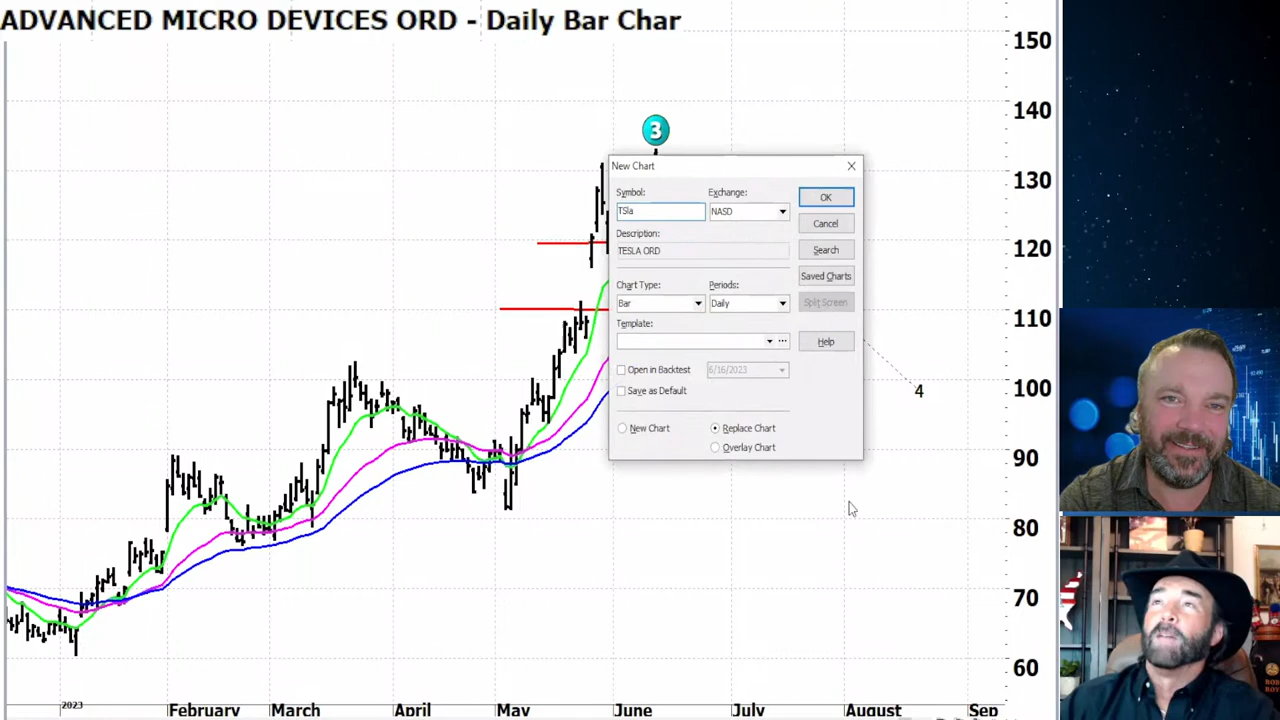 ADVANCED MICRO DEVICES ORD - Daily Bar Char
150
140
3
130
120
110
100
90
80
70
60
4
New Chart
Symbol:
Exchange:
OK
TSla
NASD
Cancel
Description:
TESLA ORD
Search
Saved Charts
Chart Type:
Periods:
Bar
Daily
Split Screen
Template:
Help
Open in Backtest
6/16/2023
Save as Default
New Chart
Replace Chart
Overlay Chart
2023
February
March
April
May
June
July
August
Sep